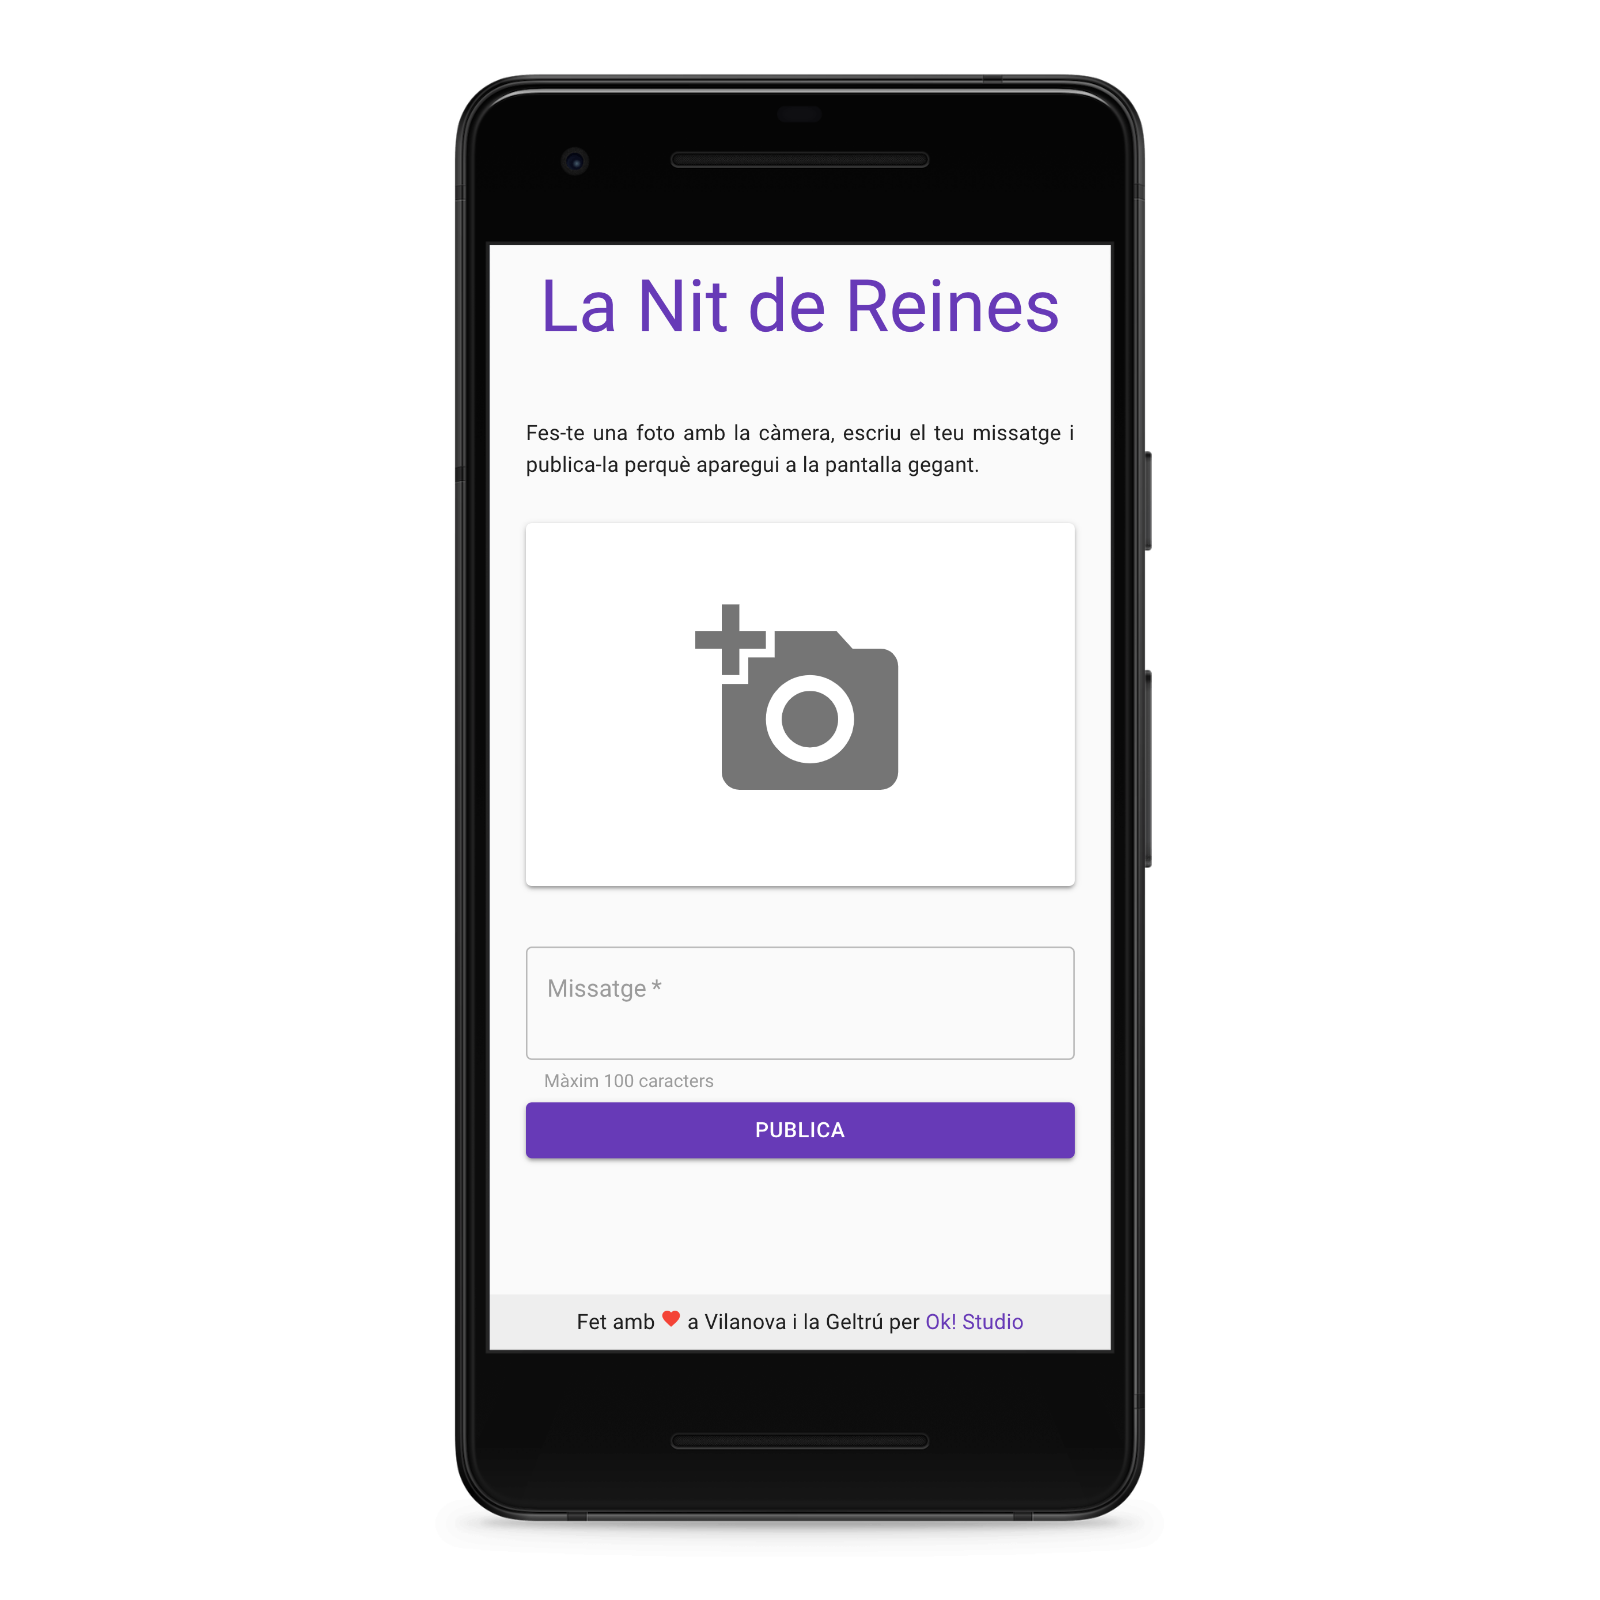 La Nit de Reines
Fes-te una foto amb la càmera, escriu el teu missatge i
publica-la perquè aparegui a la pantalla gegant.
Missatge *
Màxim 100 caracters
PUBLICA
Fet amb ❤ a Vilanova i la Geltrú per Ok! Studio